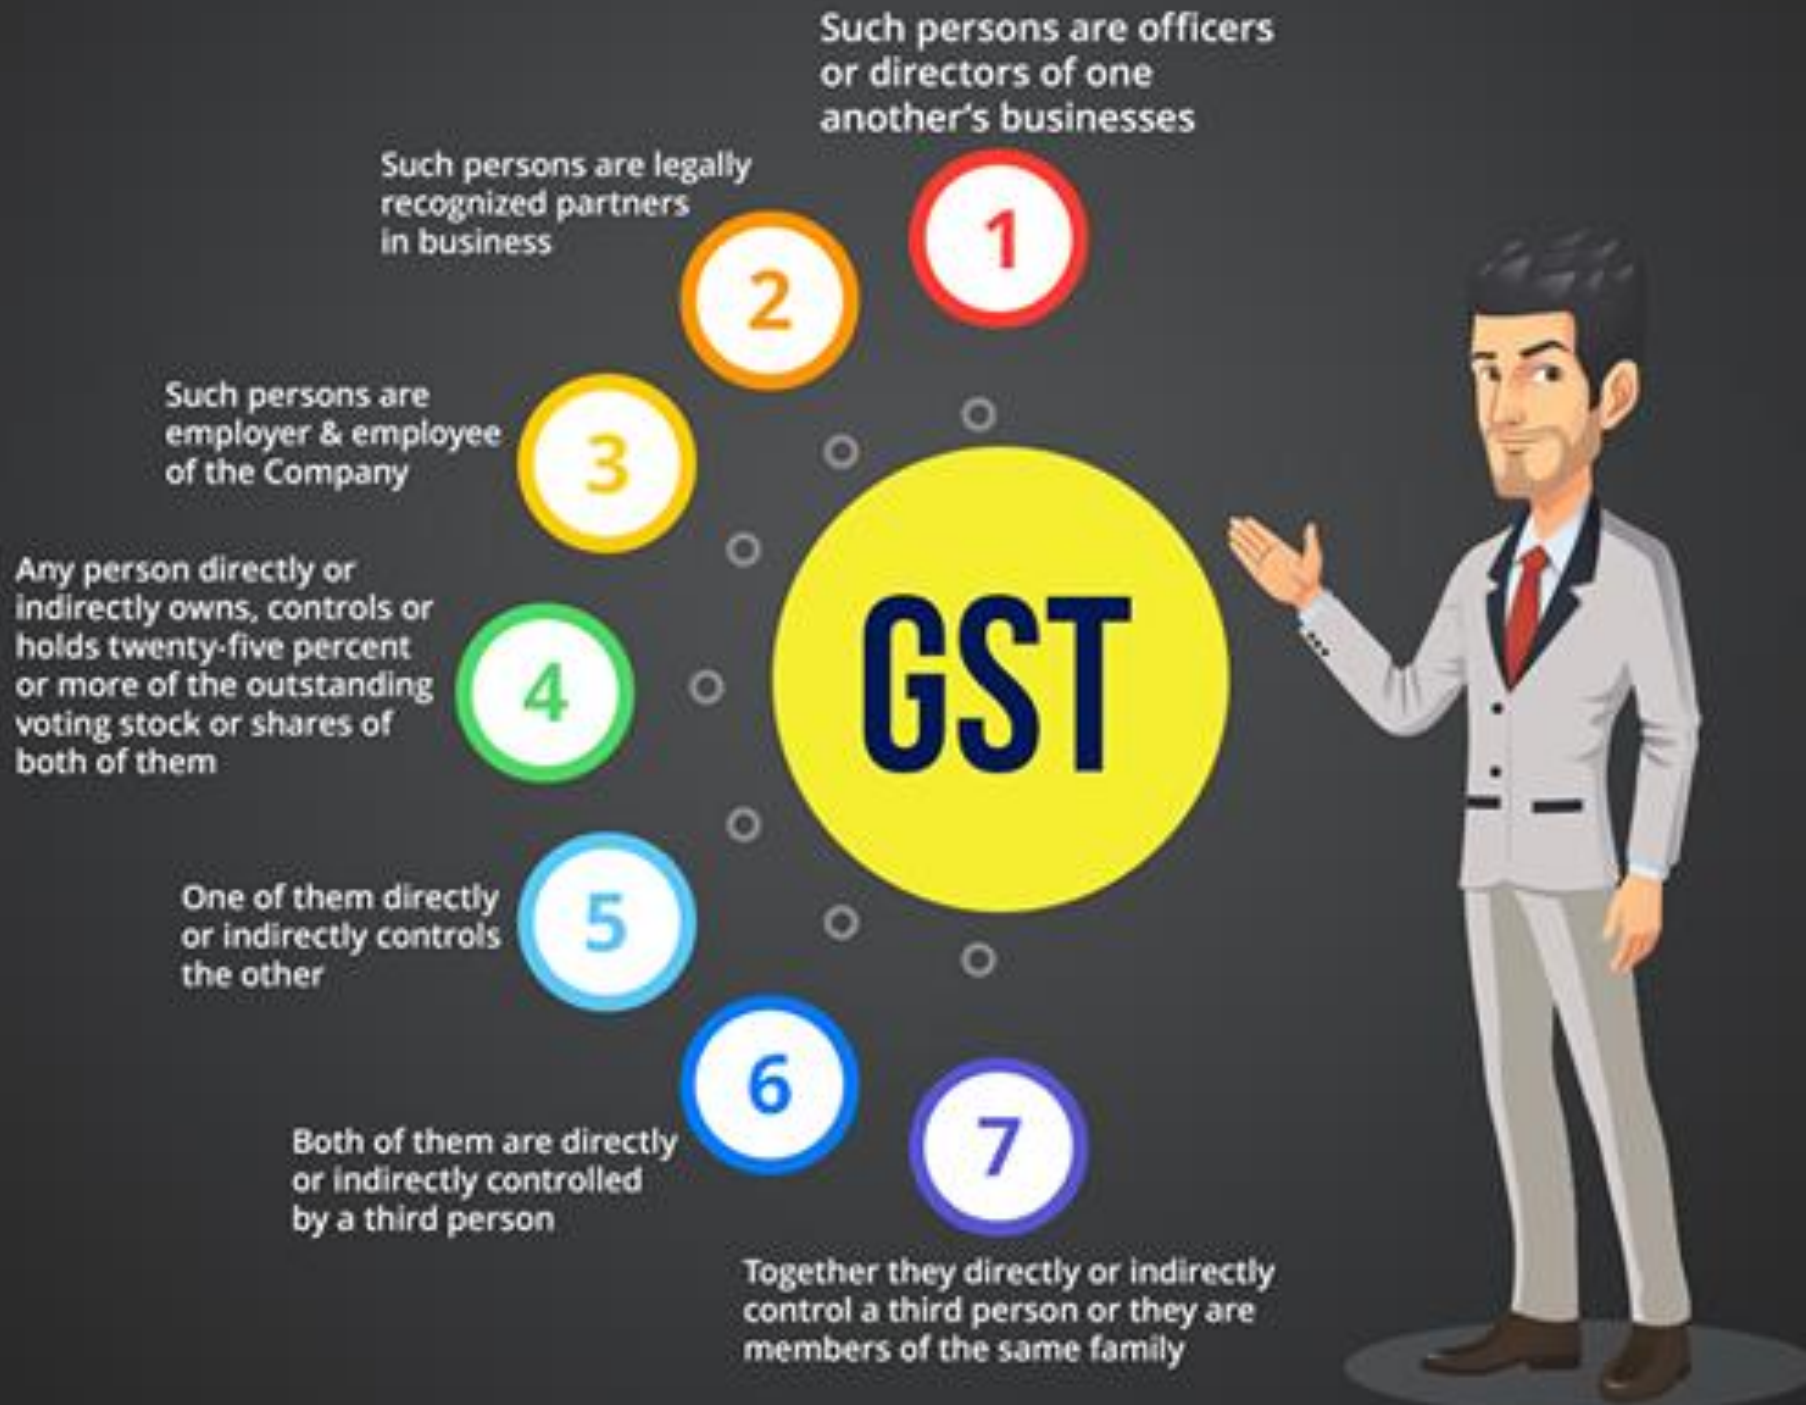 Such persons are officers
or directors of one
another's businesses
1
Such persons are legally
recognized partners
in business
2
Such persons are
employer & employee
of the Company
3
Any person directly or
indirectly owns, controls or
holds twenty-five percent
or more of the outstanding
voting stock or shares of
both of them
4
GST
One of them directly
or indirectly controls
the other
5
Both of them are directly
or indirectly controlled
by a third person
6
7
Together they directly or indirectly
control a third person or they are
members of the same family